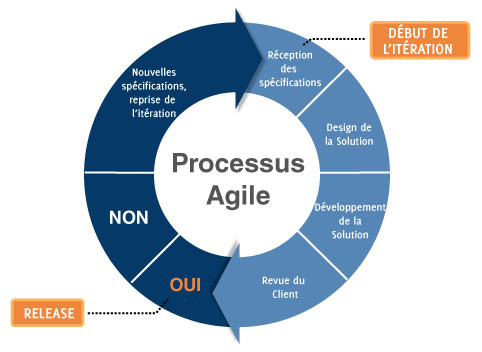 DÉBUT DE
L'ITÉRATION
Réception
des
spécifications
Design de
la Solution
Développement
de la
Solution
Revue du
Client
OUI
RELEASE
NON
Nouvelles
spécifications,
reprise de
l'itération
Processus
Agile